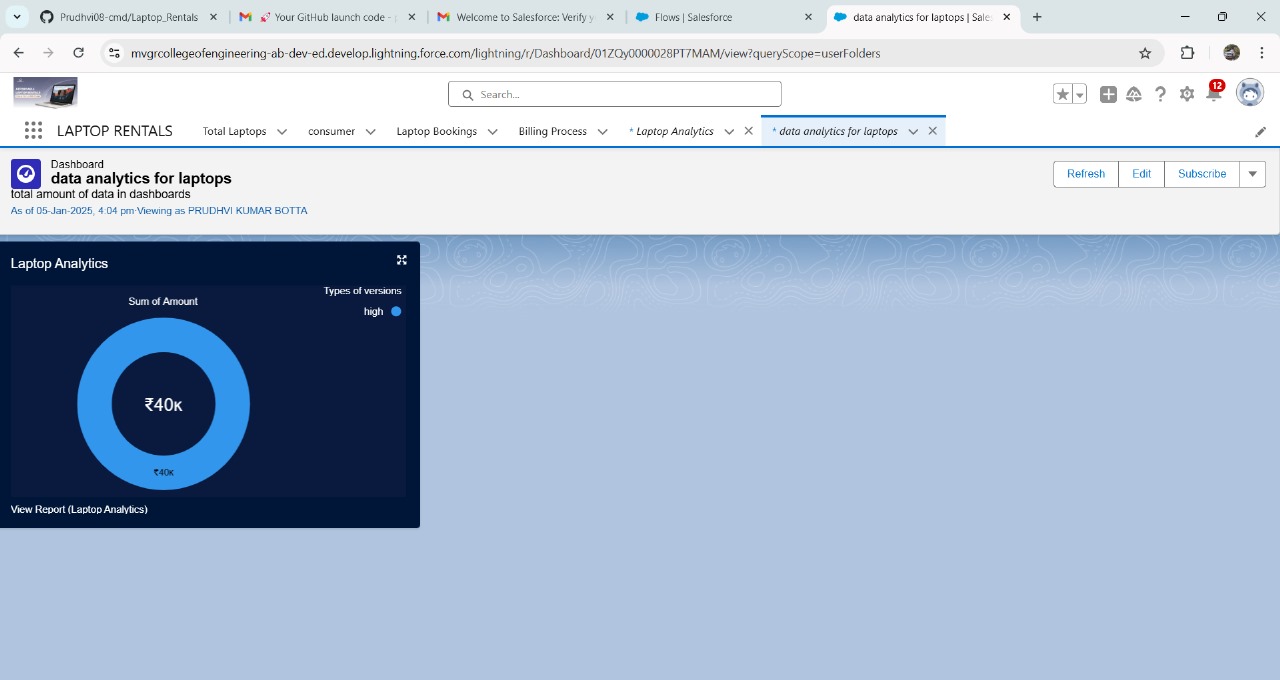 Prudhvi08-cmd/Laptop_Rentals
Your GitHub launch code -
Welcome to Salesforce: Verify
Flows | Salesforce
data analytics for laptops | Sale
mvgrcollegeofengineering-ab-dev-ed.develop.lightning.force.com/lightning/r/Dashboard/01ZQy0000028PT7MAM/view?queryScope=userFolders
Search...
12
LAPTOP RENTALS
Total Laptops
consumer
Laptop Bookings
Billing Process
* Laptop Analytics
* data analytics for laptops
Dashboard
data analytics for laptops
total amount of data in dashboards
As of 05-Jan-2025, 4:04 pm·Viewing as PRUDHVI KUMAR BOTTA
Refresh
Edit
Subscribe
Laptop Analytics
Types of versions
Sum of Amount
high
₹40K
₹40K
View Report (Laptop Analytics)